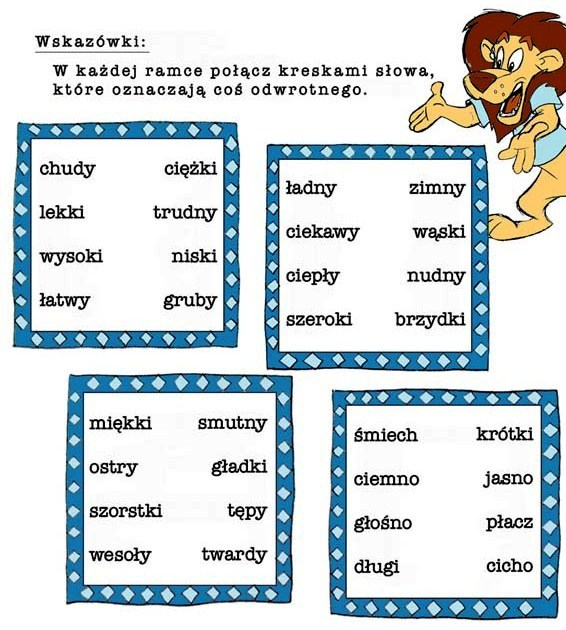 Wskazówki:
W każdej ramce połącz kreskami słowa,
które oznaczają coś odwrotnego.
chudy ciężki
lekki trudny
wysoki niski
łatwy gruby
ładny zimny
ciekawy wąski
ciepły nudny
szeroki brzydki
miękki smutny
ostry gładki
szorstki tępy
wesoły twardy
śmiech krótki
ciemno jasno
głośno płacz
długi cicho